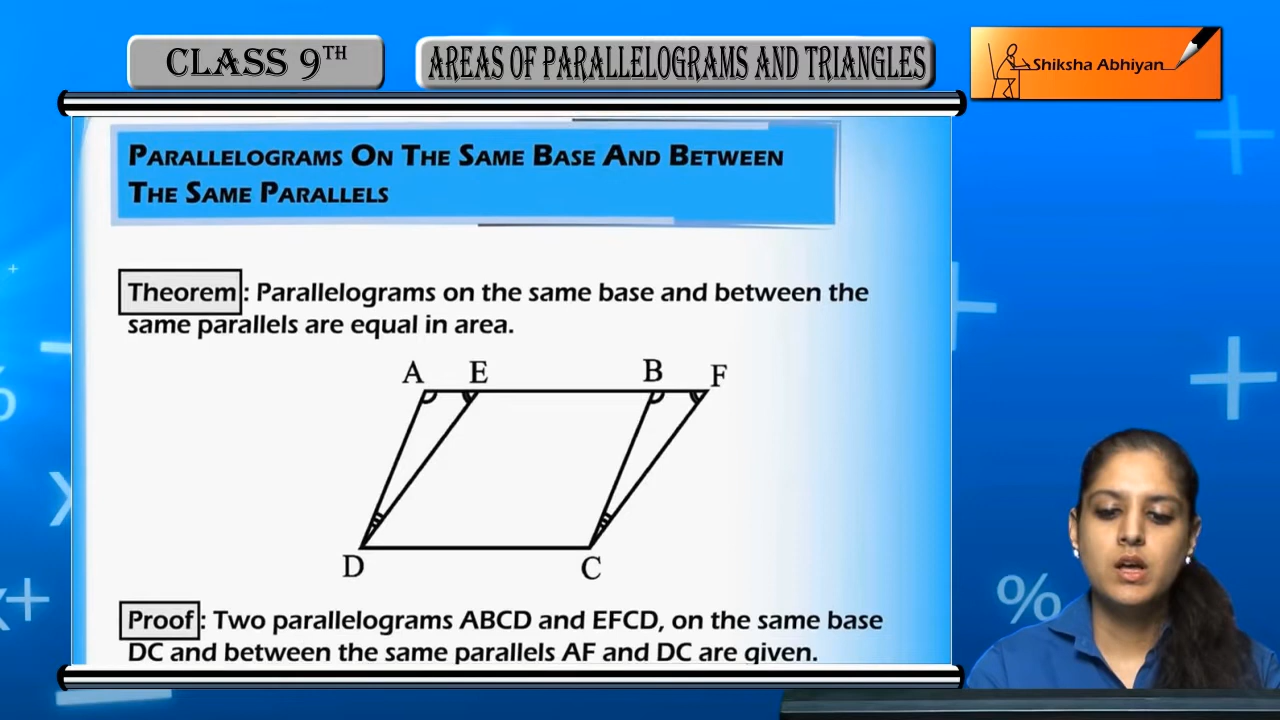 CLASS 9TH
AREAS OF PARALLELOGRAMS AND TRIANGLES
Shiksha Abhiyan
PARALLELOGRAMS ON THE SAME BASE AND BETWEEN
THE SAME PARALLELS
Theorem: Parallelograms on the same base and between the
same parallels are equal in area.
A E B F
D C
Proof: Two parallelograms ABCD and EFCD, on the same base
DC and between the same parallels AF and DC are given.